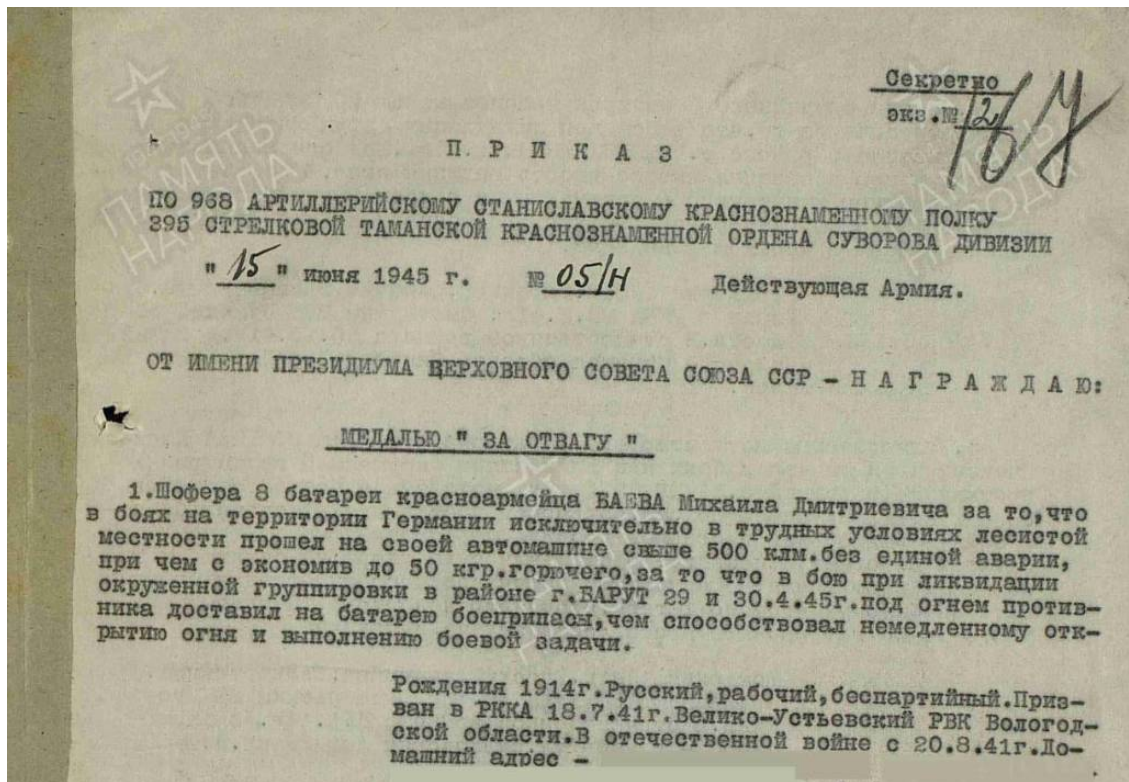 Секретно
экз.№ 2
167
П Р И К А З
ПО 968 АРТИЛЛЕРИЙСКОМУ СТАНИСЛАВСКОМУ КРАСНОЗНАМЕННОМУ ПОЛКУ
395 СТРЕЛКОВОЙ ТАМАНСКОЙ КРАСНОЗНАМЕННОЙ ОРДЕНА СУВОРОВА ДИВИЗИИ
" 15 " июня 1945 г. № 05/Н Действующая Армия.
ОТ ИМЕНИ ПРЕЗИДИУМА ВЕРХОВНОГО СОВЕТА СОЮЗА ССР – Н А Г Р А Ж Д А Ю:
МЕДАЛЬЮ " ЗА ОТВАГУ "
1.Шофера 8 батареи красноармейца БАЕВА Михаила Дмитриевича за то,что
в боях на территории Германии исключительно в трудных условиях лесистой
местности прошел на своей автомашине свыше 500 клм.без единой аварии,
при чем с экономив до 50 кгр.горючего,за то что в бою при ликвидации
окруженной группировки в районе г.БАРУТ 29 и 30.4.45г.под огнем против-
ника доставил на батарею боеприпасы,чем способствовал немедленному отк-
рытию огня и выполнению боевой задачи.
Рождения 1914г.Русский,рабочий,беспартийный.Приз-
ван в РККА 18.7.41г.Велико-Устьевский РВК Вологод-
ской области.В отечественной войне с 20.8.41г.До-
машний адрес –
ПАМЯТЬ
НАРОДА
ПАМЯТЬ
НАРОДА